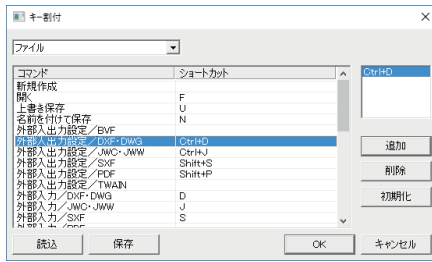 キー割付
ファイル
コマンド ショートカット
新規作成
開く F
上書き保存 U
名前を付けて保存 N
外部入出力設定／BVF
外部入出力設定／DXF・DWG Ctrl+D
外部入出力設定／JWC・JWW Ctrl+J
外部入出力設定／SXF Shift+S
外部入出力設定／PDF Shift+P
外部入出力設定／TWAIN
外部入力／DXF・DWG D
外部入力／JWC・JWW J
外部入力／SXF S
Ctrl+D
追加
削除
初期化
読込 保存 OK キャンセル